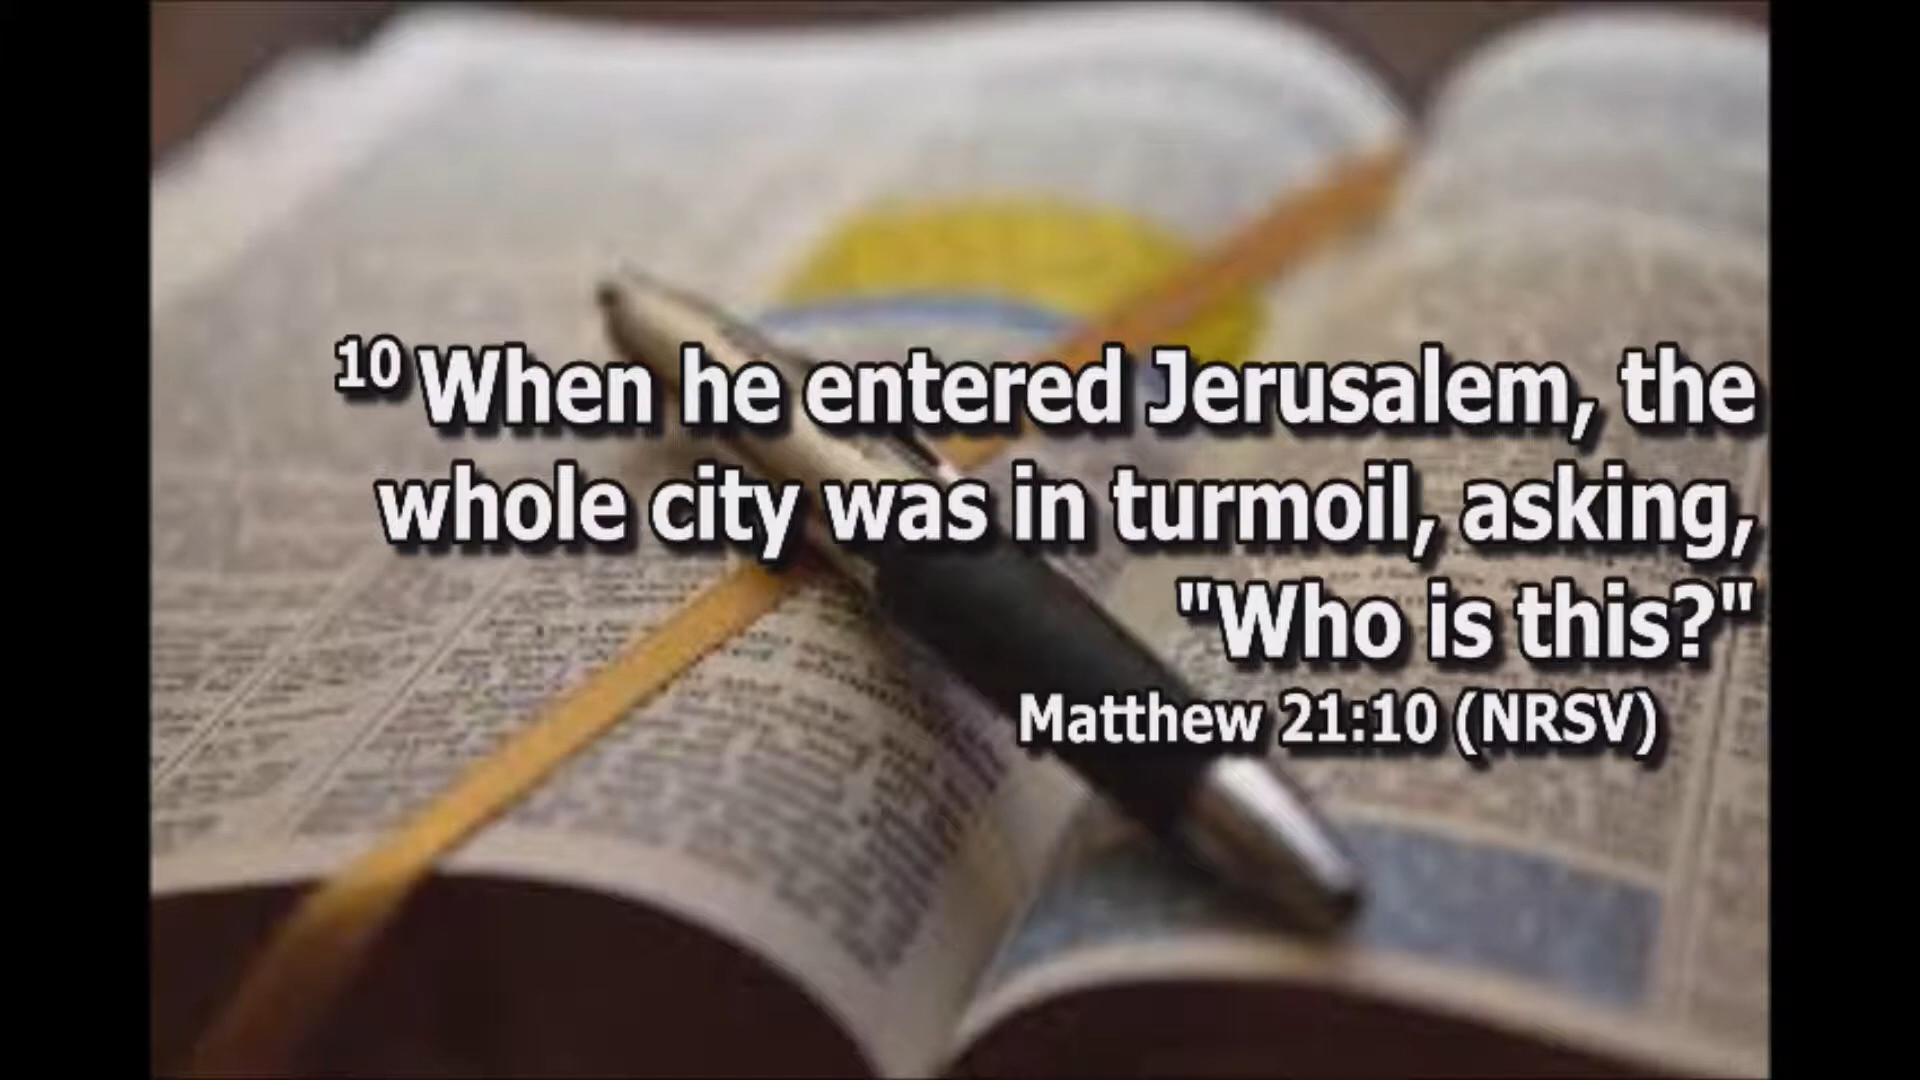 10 When he entered Jerusalem, the
whole city was in turmoil, asking,
"Who is this?"
Matthew 21:10 (NRSV)